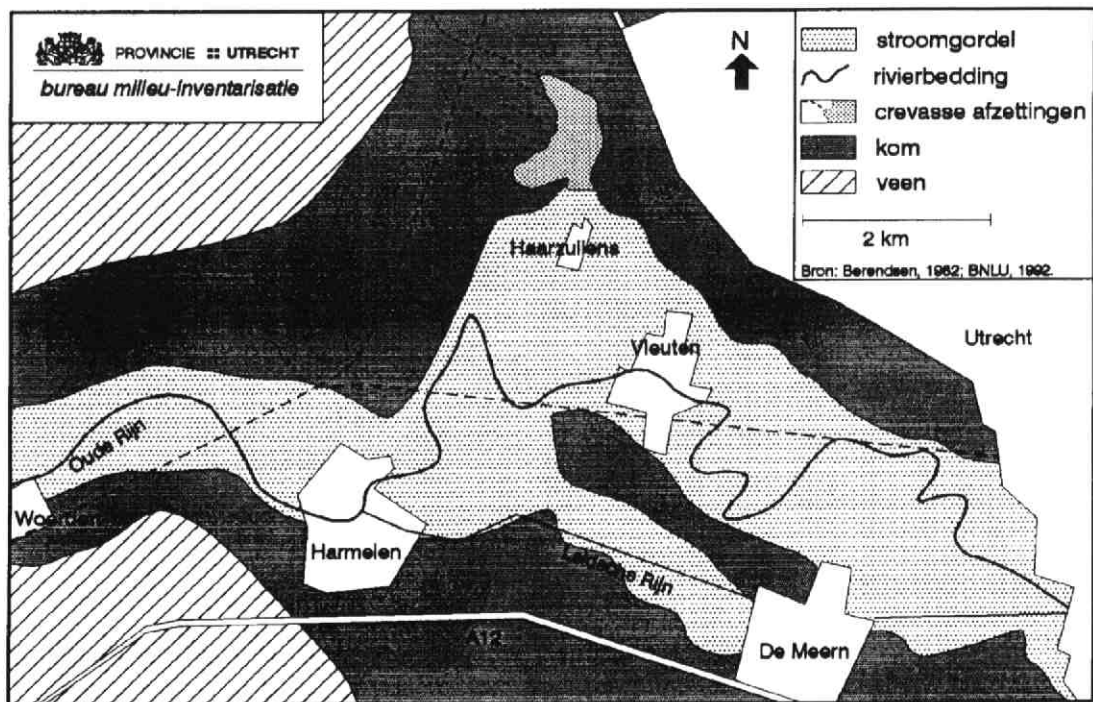 PROVINCIE :: UTRECHT
bureau milieu-inventarisatie
N
stroomgordel
rivierbedding
crevasse afzettingen
kom
veen
2 km
Bron: Berendsen, 1982; BNLU, 1992.
Haarzuilens
Utrecht
Vleuten
Oude Rijn
Woerden
Harmelen
Leidsche Rijn
A12
De Meern